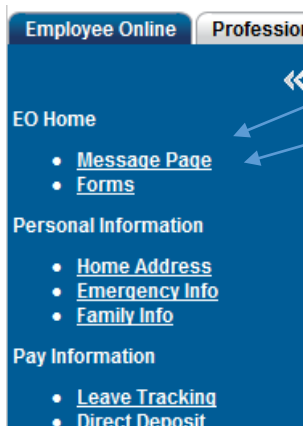 Employee Online Profession
«
EO Home
• Message Page
• Forms
Personal Information
• Home Address
• Emergency Info
• Family Info
Pay Information
• Leave Tracking
• Direct Deposit